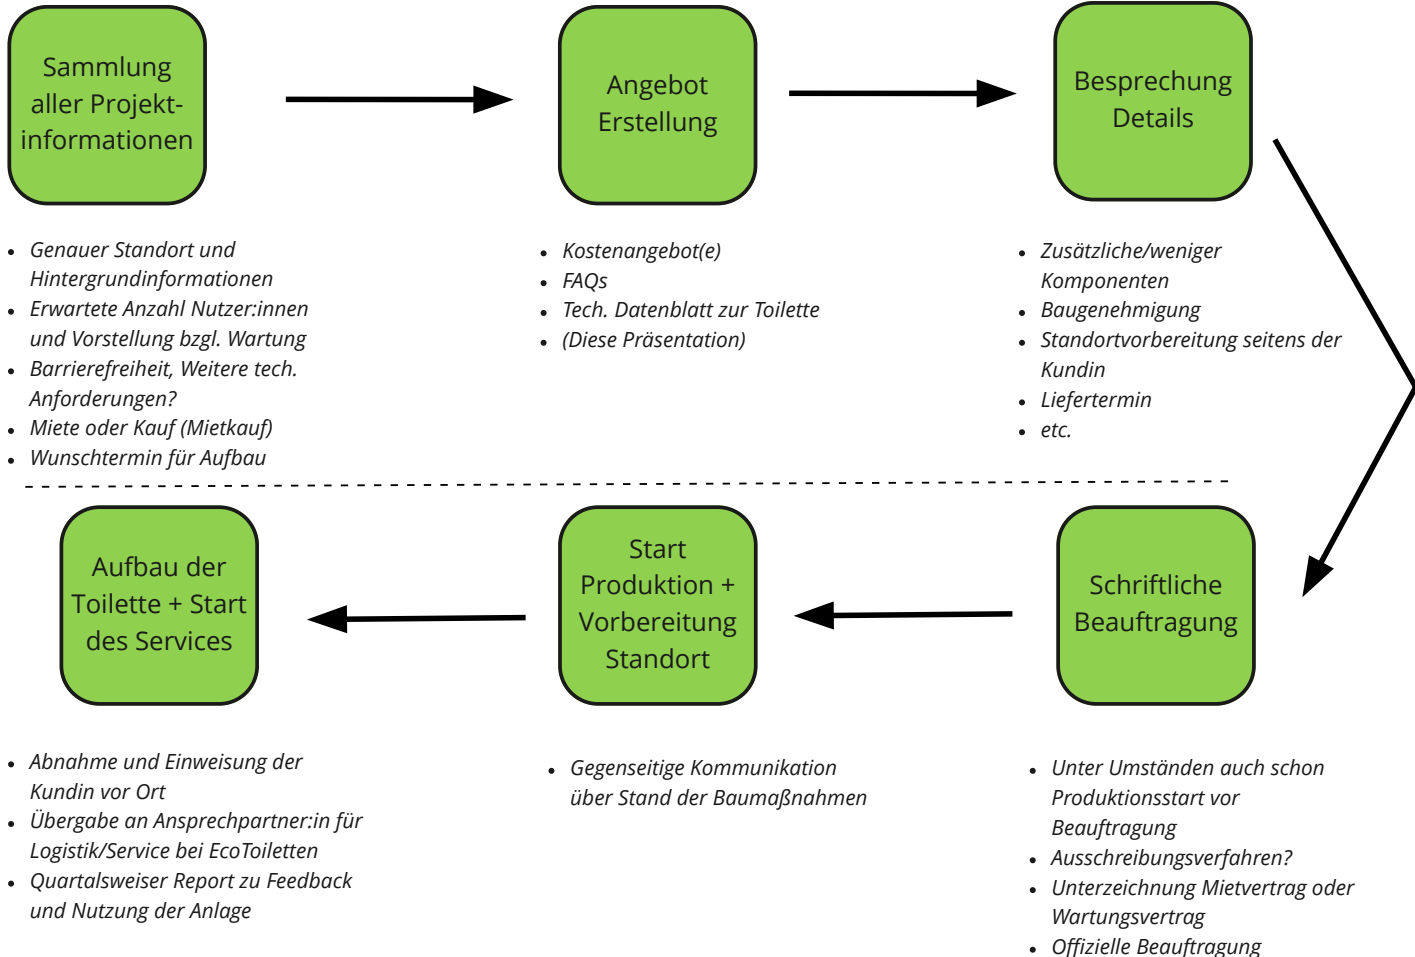 Sammlung
aller Projekt-
informationen
Angebot
Erstellung
Besprechung
Details
• Genauer Standort und
Hintergrundinformationen
• Erwartete Anzahl Nutzer:innen
und Vorstellung bzgl. Wartung
• Barrierefreiheit, Weitere tech.
Anforderungen?
• Miete oder Kauf (Mietkauf)
• Wunschtermin für Aufbau
• Kostenangebot(e)
• FAQs
• Tech. Datenblatt zur Toilette
• (Diese Präsentation)
• Zusätzliche/weniger
Komponenten
• Baugenehmigung
• Standortvorbereitung seitens der
Kundin
• Liefertermin
• etc.
Schriftliche
Beauftragung
Start
Produktion +
Vorbereitung
Standort
Aufbau der
Toilette + Start
des Services
• Unter Umständen auch schon
Produktionsstart vor
Beauftragung
• Ausschreibungsverfahren?
• Unterzeichnung Mietvertrag oder
Wartungsvertrag
• Offizielle Beauftragung
• Gegenseitige Kommunikation
über Stand der Baumaßnahmen
• Abnahme und Einweisung der
Kundin vor Ort
• Übergabe an Ansprechpartner:in für
Logistik/Service bei EcoToiletten
• Quartalsweiser Report zu Feedback
und Nutzung der Anlage